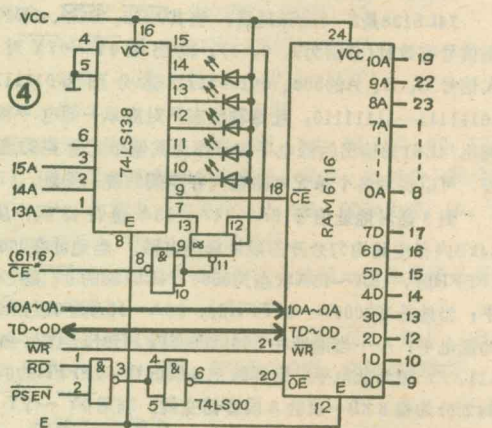 VCC
4
16
15
VCC
5
14
④
13
74LS138
12
6
11
15A
3
10
14A
2
9
13A
1
7
E
8
24
VCC
10A
19
9A
22
8A
23
7A
1
RAM 6116
0A
8
18
CE
7D
17
6D
16
5D
15
4D
14
3D
13
2D
11
1D
10
0D
9
13
12
&
11
(6116)
CE
8
&
9
10
10A~0A
10A~0A
7D~0D
7D~0D
WR
21
WR
RD
1
&
3
4
&
6
20
OE
PSEN
2
5
74LS00
E
E
12